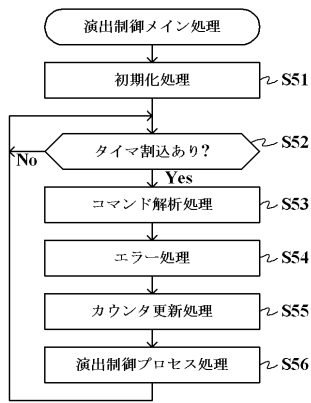 演出制御メイン処理
初期化処理 S51
タイマ割込あり? S52
No
Yes
コマンド解析処理 S53
エラー処理 S54
カウンタ更新処理 S55
演出制御プロセス処理 S56